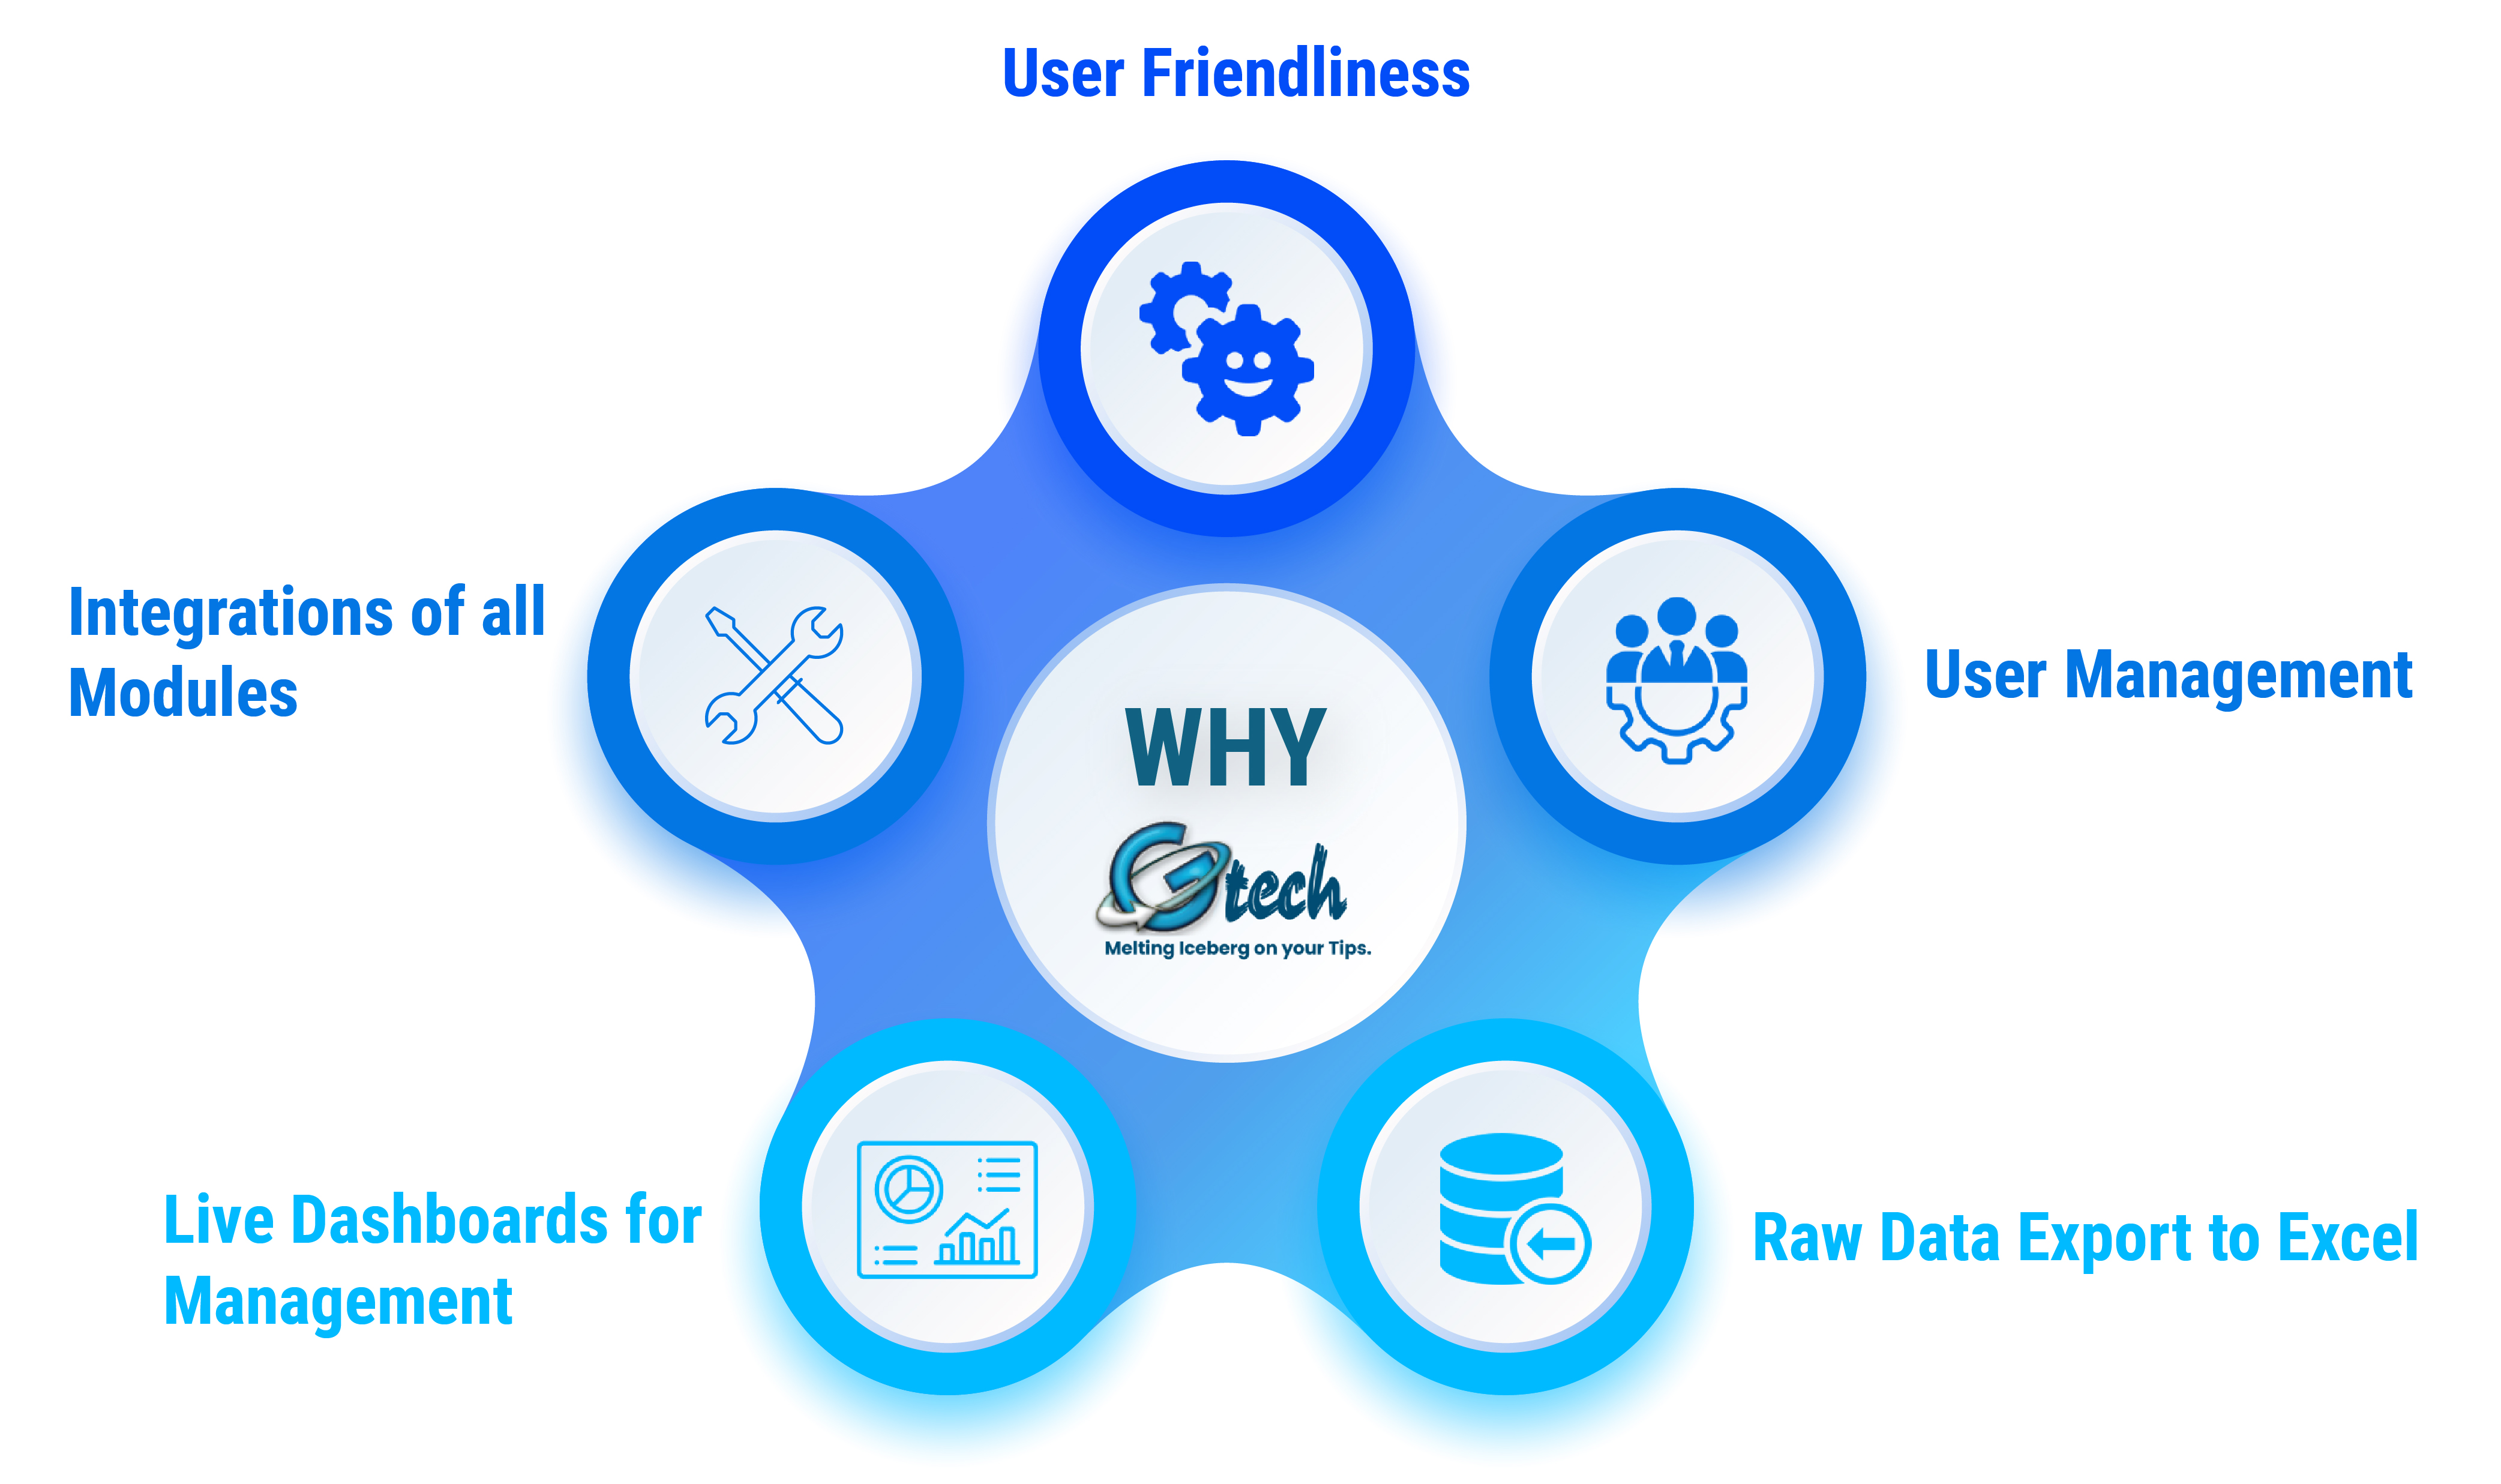 User Friendliness
Integrations of all
Modules
User Management
WHY
Gtech
Melting Iceberg on your Tips.
Live Dashboards for
Management
Raw Data Export to Excel